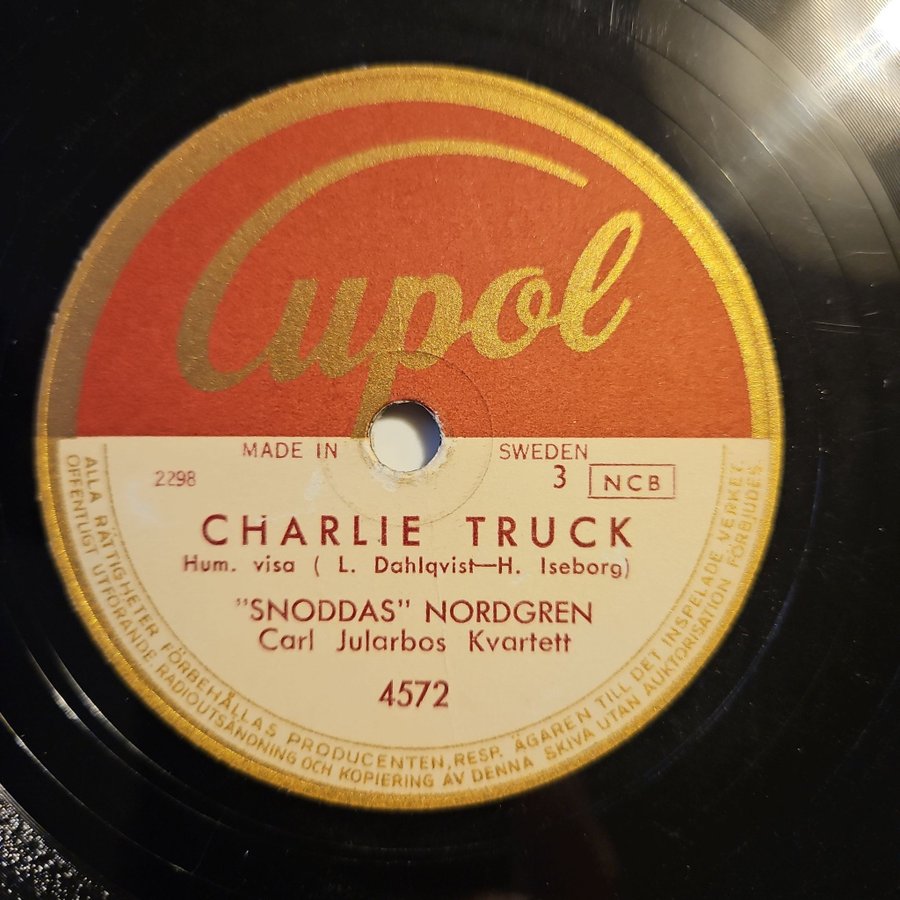 Cupol
MADE IN SWEDEN
2298 3 NCB
CHARLIE TRUCK
Hum. visa ( L. Dahlqvist—H. Iseborg)
"SNODDAS" NORDGREN
Carl Jularbos Kvartett
4572
ALLA RÄTTIGHETER FÖRBEHÅLLAS PRODUCENTEN, RESP. ÄGAREN TILL DET INSPELADE VERKET.
OFFENTLIGT UTFÖRANDE RADIOUTSÄNDNING OCH KOPIERING AV DENNA SKIVA UTAN AUKTORISATION FÖRBJUDES.